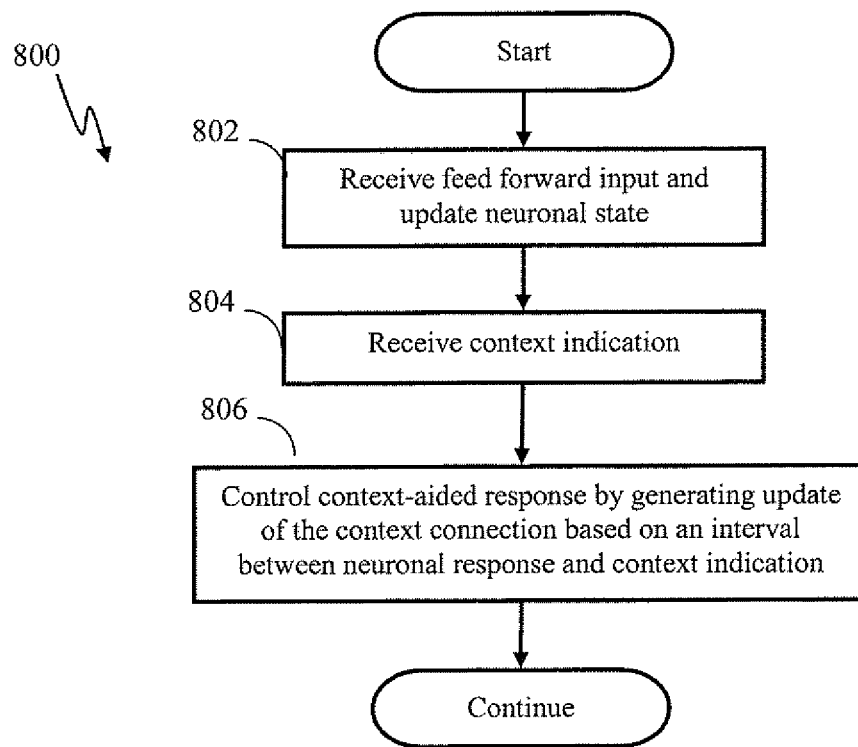 800
Start
802
Receive feed forward input and
update neuronal state
804
Receive context indication
806
Control context-aided response by generating update
of the context connection based on an interval
between neuronal response and context indication
Continue